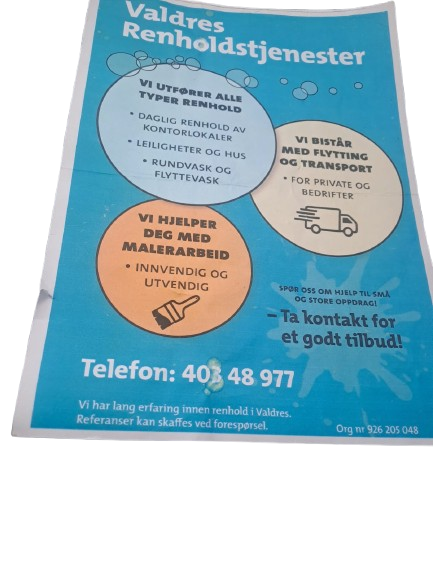 Valdres
Renholdstjenester
VI UTFØRER ALLE
TYPER RENHOLD
• DAGLIG RENHOLD AV
KONTORLOKALER
• LEILIGHETER OG HUS
• RUNDVASK OG
FLYTTEVASK
VI BISTÅR
MED FLYTTING
OG TRANSPORT
• FOR PRIVATE OG
BEDRIFTER
VI HJELPER
DEG MED
MALERARBEID
• INNVENDIG OG
UTVENDIG
SPØR OSS OM HJELP TIL SMÅ
OG STORE OPPDRAG!
– Ta kontakt for
et godt tilbud!
Telefon: 403 48 977
Vi har lang erfaring innen renhold i Valdres.
Referanser kan skaffes ved forespørsel.
Org nr 926 205 048